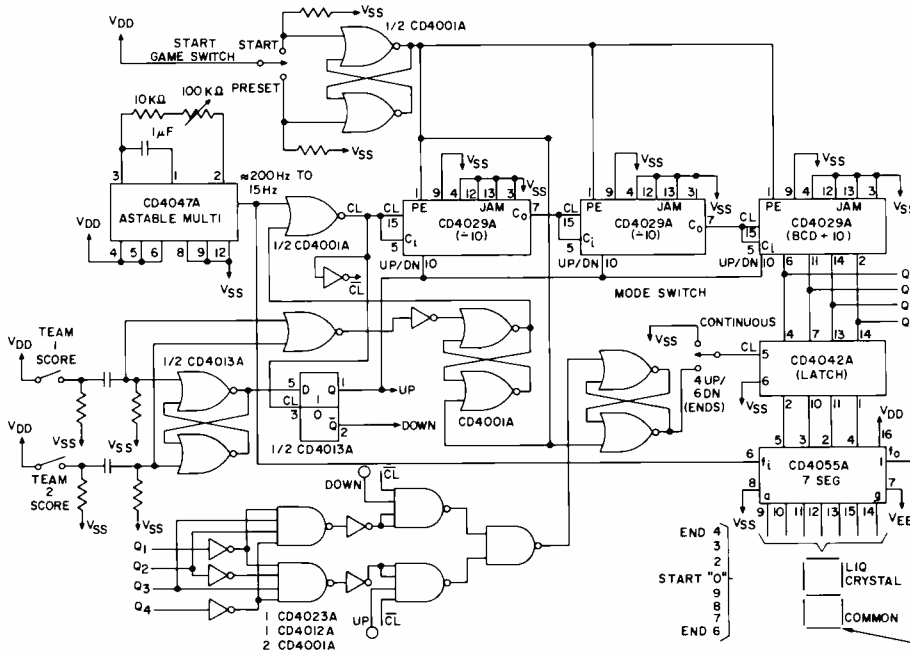 VDD
START
GAME SWITCH
START
PRESET
VSS
1/2 CD4001A
VSS
10KΩ
100KΩ
1µF
3
1
2
CD4047A
ASTABLE MULTI
VDD
4 5 6 8 9 12
VSS
≈200Hz TO
15Hz
1/2 CD4001A
CL
CL
CL
15
5
1
PE
9 4 12 13 3
VSS
VSS
JAM
CD4029A
(÷10)
Ci
Co
7
UP/DN
10
CL
15
5
1
PE
9 4 12 13 3
VSS
VSS
JAM
CD4029A
(÷10)
Ci
Co
7
UP/DN
10
CL
15
5
1
PE
9 4 12 13 3
VSS
VSS
JAM
CD4029A
(BCD ÷ 10)
Ci
UP/DN
10
6 11 14 2
Q
Q
Q
Q
MODE SWITCH
CONTINUOUS
VSS
4 UP/
6 DN
(ENDS)
4 7 13 14
CL
5
6
VSS
CD4042A
(LATCH)
2 3 10 11 1
TEAM
1
SCORE
VDD
VSS
VSS
1/2 CD4013A
5
D
Q
1
CL
3
1
0
Q
2
UP
DOWN
1/2 CD4013A
CD4001A
VDD
TEAM
2
SCORE
VSS
VSS
VDD
16
5 3 2 4
6
fi
1
fo
CD4055A
7 SEG
8
a
g
7
VSS
VEE
9 10 11 12 13 15 14
DOWN
CL
Q1
Q2
Q3
Q4
UP
CL
1 CD4023A
1 CD4012A
2 CD4001A
END 4
3
2
START "0"
9
8
7
END 6
LIQ
CRYSTAL
COMMON